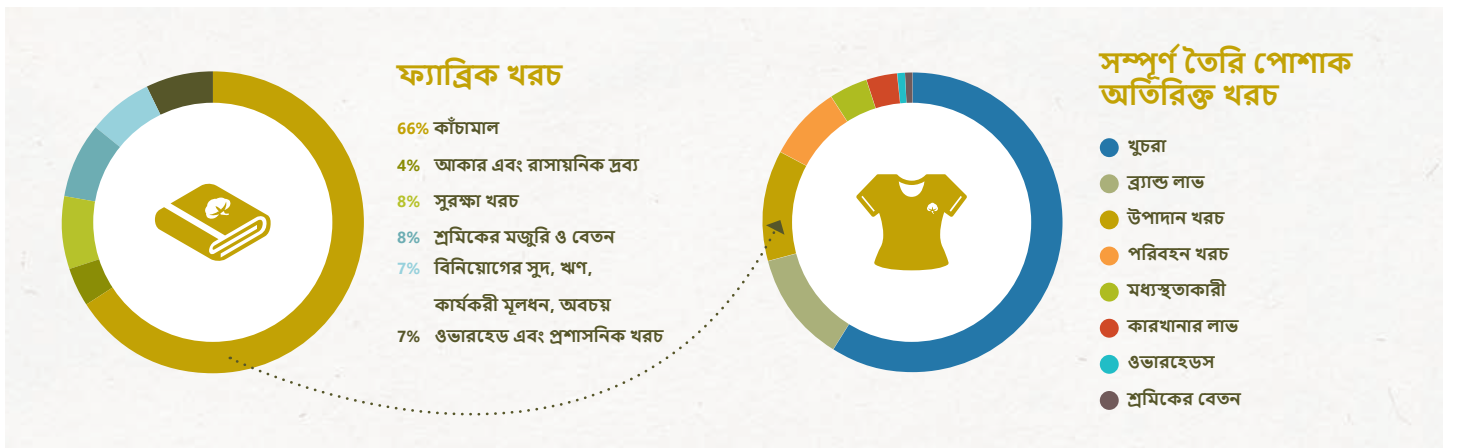 ফ্যাব্রিক খরচ
66% কাঁচামাল
4% আকার এবং রাসায়নিক দ্রব্য
8% সুরক্ষা খরচ
8% শ্রমিকের মজুরি ও বেতন
7% বিনিয়োগের সুদ, ঋণ,
কার্যকরী মূলধন, অবচয়
7% ওভারহেড এবং প্রশাসনিক খরচ
সম্পূর্ণ তৈরি পোশাক
অতিরিক্ত খরচ
খুচরা
ব্র্যান্ড লাভ
উপাদান খরচ
পরিবহন খরচ
মধ্যস্থতাকারী
কারখানার লাভ
ওভারহেডস
শ্রমিকের বেতন